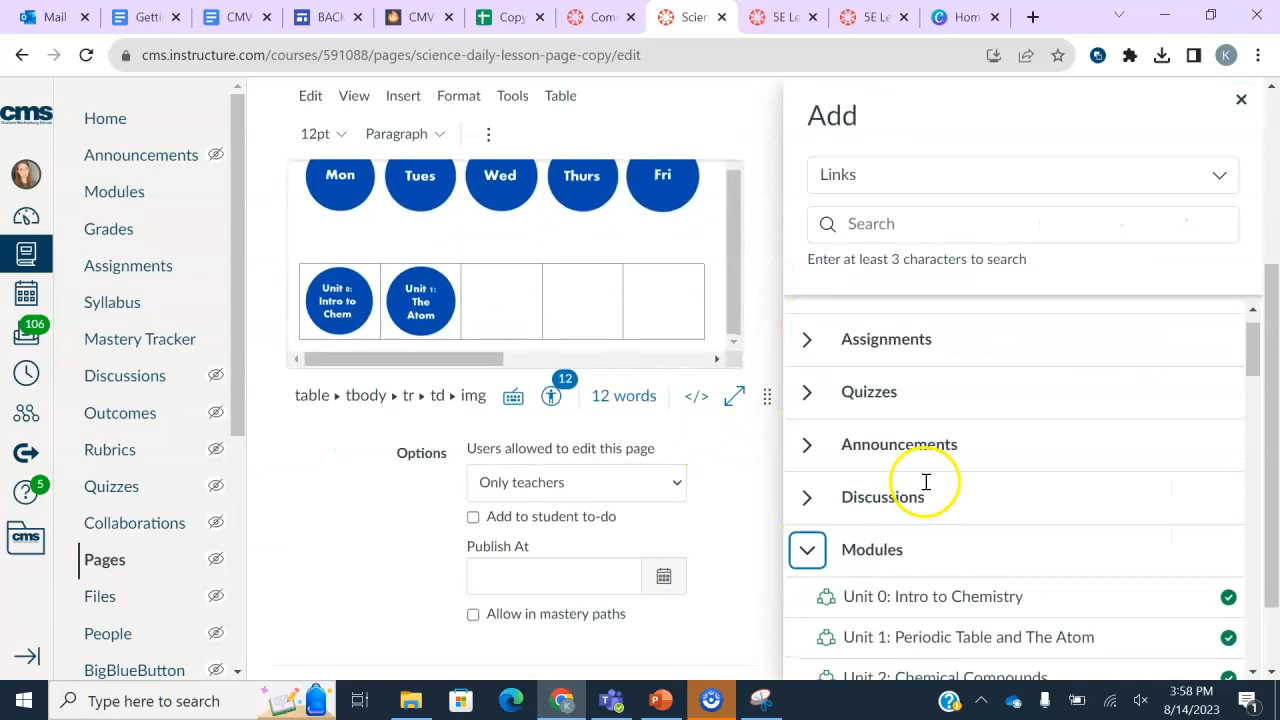 Getti
CMV
BACK
CMV
Copy
Com
Scien
5E Le
5E Le
Hom
cms.instructure.com/courses/591088/pages/science-daily-lesson-page-copy/edit
K
cms
106
5
Home
Announcements
Modules
Grades
Assignments
Syllabus
Mastery Tracker
Discussions
Outcomes
Rubrics
Quizzes
Collaborations
Pages
Files
People
BigBlueButton
Edit View Insert Format Tools Table
12pt Paragraph
Mon Tues Wed Thurs Fri
Unit 0: Intro to Chem
Unit 1: The Atom
table ▸ tbody ▸ tr ▸ td ▸ img
12
12 words
</>
Options
Users allowed to edit this page
Only teachers
Add to student to-do
Publish At
Allow in mastery paths
Add
Links
Search
Enter at least 3 characters to search
Assignments
Quizzes
Announcements
Discussions
Modules
Unit 0: Intro to Chemistry
Unit 1: Periodic Table and The Atom
Unit 2: Chemical Compounds
Type here to search
3:58 PM
8/14/2023
1